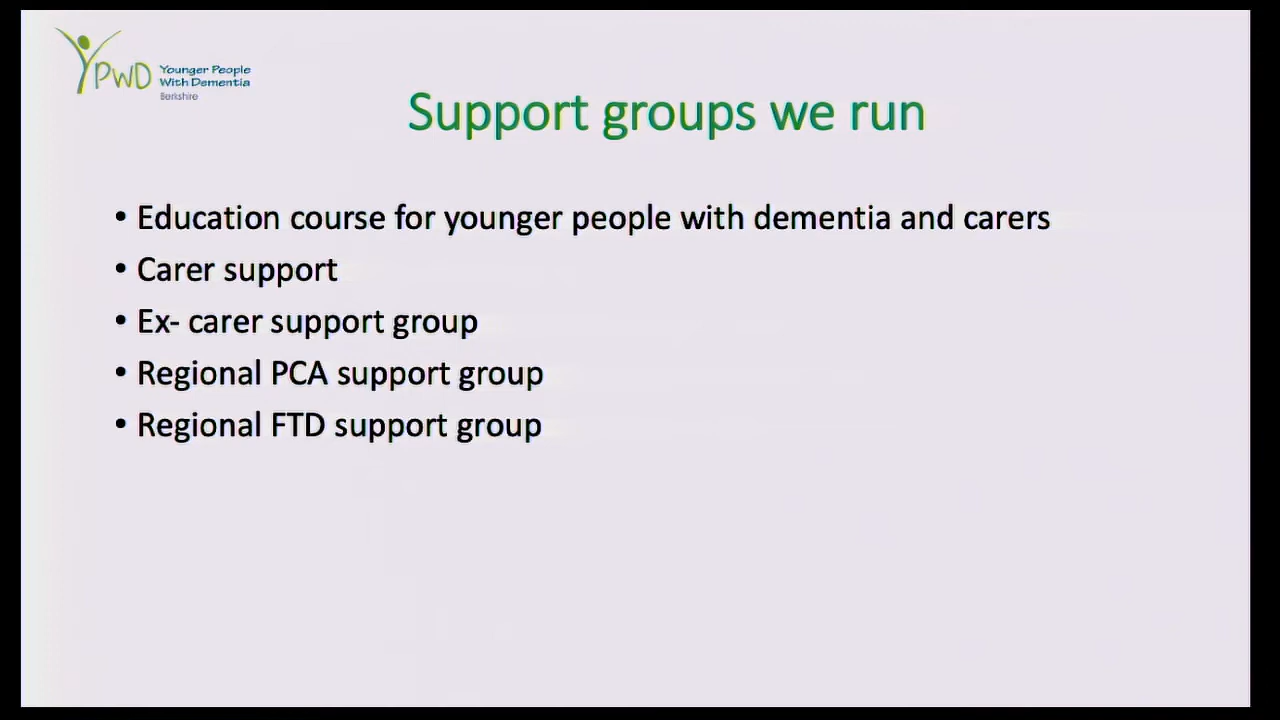 YPWD Younger People
With Dementia
Berkshire
Support groups we run
• Education course for younger people with dementia and carers
• Carer support
• Ex- carer support group
• Regional PCA support group
• Regional FTD support group